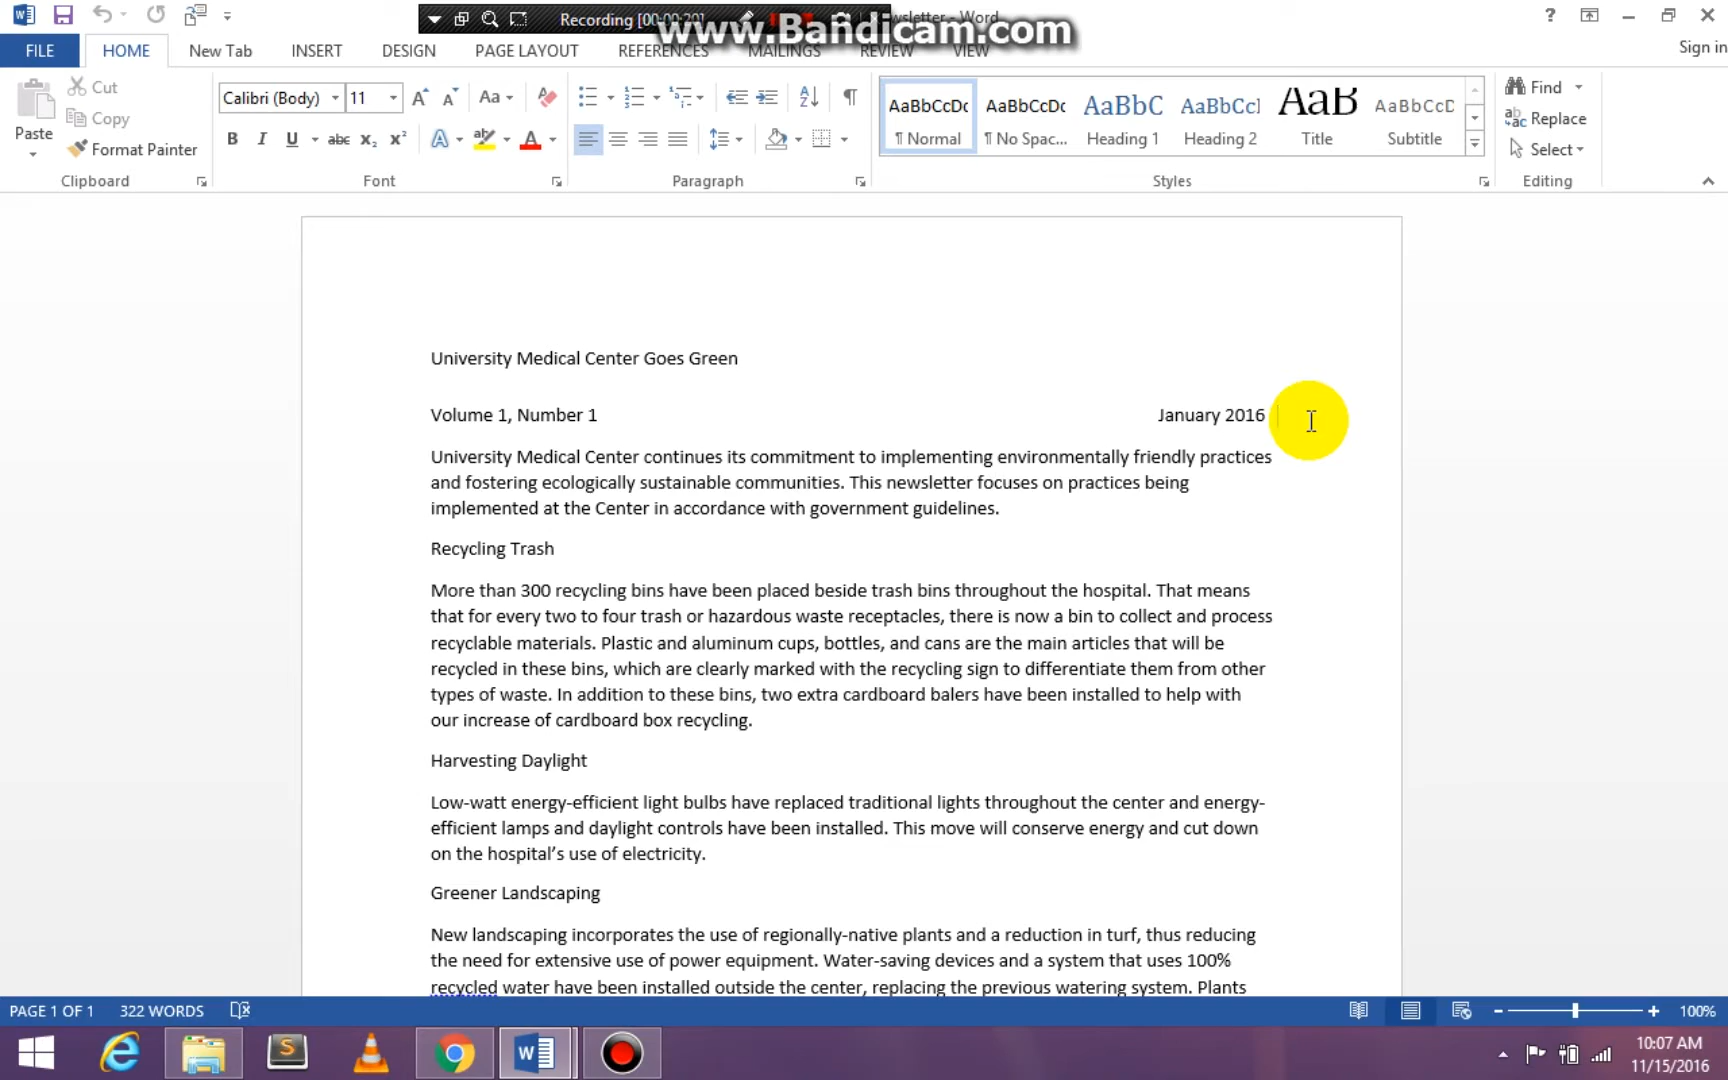 Recording [00:00:20]
www.Bandicam.com
Newsletter - Word
Sign in
FILE HOME New Tab INSERT DESIGN PAGE LAYOUT REFERENCES MAILINGS REVIEW VIEW
Paste
Cut
Copy
Format Painter
Clipboard
Calibri (Body) 11
Font
Paragraph
AaBbCcDc AaBbCcDc AaBbC AaBbCcI AaB AaBbCcD
¶ Normal ¶ No Spac... Heading 1 Heading 2 Title Subtitle
Styles
Find
Replace
Select
Editing
University Medical Center Goes Green
Volume 1, Number 1 January 2016
University Medical Center continues its commitment to implementing environmentally friendly practices
and fostering ecologically sustainable communities. This newsletter focuses on practices being
implemented at the Center in accordance with government guidelines.
Recycling Trash
More than 300 recycling bins have been placed beside trash bins throughout the hospital. That means
that for every two to four trash or hazardous waste receptacles, there is now a bin to collect and process
recyclable materials. Plastic and aluminum cups, bottles, and cans are the main articles that will be
recycled in these bins, which are clearly marked with the recycling sign to differentiate them from other
types of waste. In addition to these bins, two extra cardboard balers have been installed to help with
our increase of cardboard box recycling.
Harvesting Daylight
Low-watt energy-efficient light bulbs have replaced traditional lights throughout the center and energy-
efficient lamps and daylight controls have been installed. This move will conserve energy and cut down
on the hospital’s use of electricity.
Greener Landscaping
New landscaping incorporates the use of regionally-native plants and a reduction in turf, thus reducing
the need for extensive use of power equipment. Water-saving devices and a system that uses 100%
recycled water have been installed outside the center, replacing the previous watering system. Plants
PAGE 1 OF 1 322 WORDS 100%
10:07 AM
11/15/2016